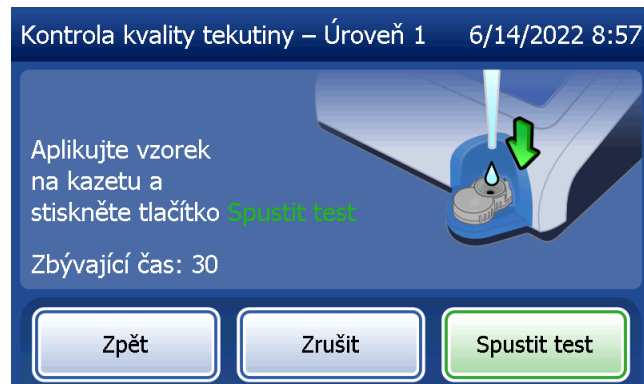 Kontrola kvality tekutiny – Úroveň 1 6/14/2022 8:57
Aplikujte vzorek
na kazetu a
stiskněte tlačítko Spustit test
Zbývající čas: 30
Zpět Zrušit Spustit test